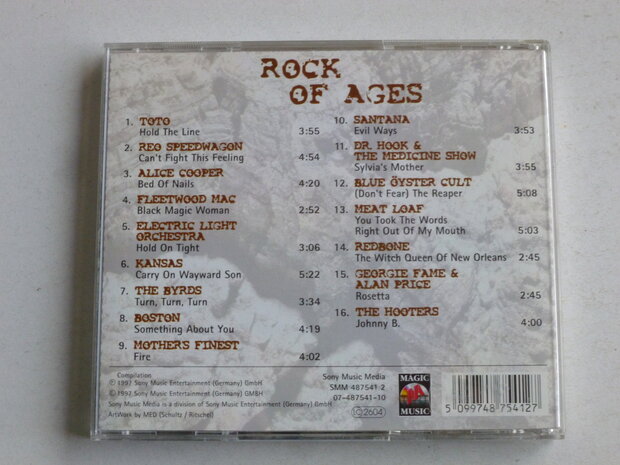 ROCK
OF AGES
1. TOTO
Hold The Line 3:55
2. REO SPEEDWAGON
Can't Fight This Feeling 4:54
3. ALICE COOPER
Bed Of Nails 4:20
4. FLEETWOOD MAC
Black Magic Woman 2:52
5. ELECTRIC LIGHT
ORCHESTRA
Hold On Tight 3:06
6. KANSAS
Carry On Wayward Son 5:22
7. THE BYRDS
Turn, Turn, Turn 3:34
8. BOSTON
Something About You 4:19
9. MOTHER'S FINEST
Fire 4:02
10. SANTANA
Evil Ways 3:53
11. DR. HOOK &
THE MEDICINE SHOW
Sylvia's Mother 3:55
12. BLUE ÖYSTER CULT
(Don't Fear) The Reaper 5:08
13. MEAT LOAF
You Took The Words
Right Out Of My Mouth 5:03
14. REDBONE
The Witch Queen Of New Orleans 2:45
15. GEORGIE FAME &
ALAN PRICE
Rosetta 2:45
16. THE HOOTERS
Johnny B. 4:00
Compilation
℗ 1997 Sony Music Entertainment (Germany) GmbH
© 1997 Sony Music Entertainment (Germany) GMBH
Sony Music Media is a division of Sony Music Entertainment (Germany) GmbH
ArtWork by MED (Schultz / Rietschel)
Sony Music Media
SMM 487541 2
07-487541-10
LC 2604
MAGIC
MUSIC
5 099748 754127